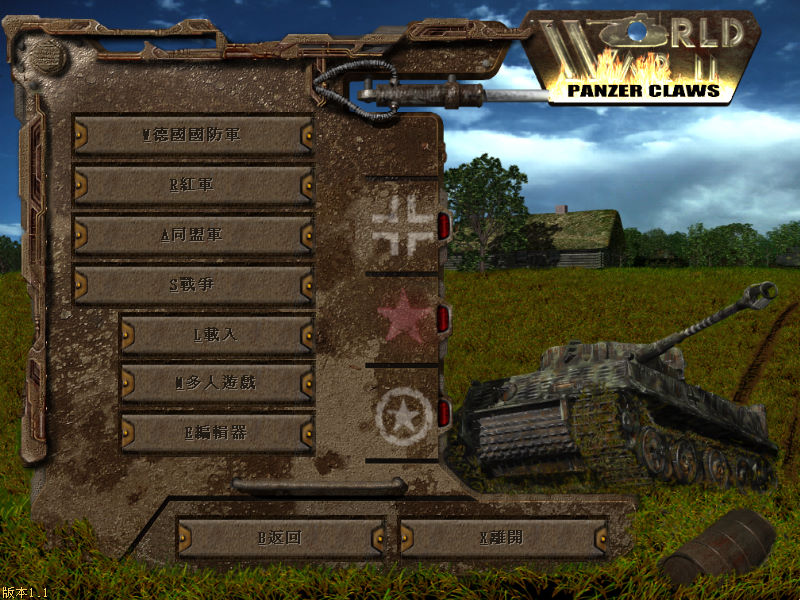 WORLD
WAR II
PANZER CLAWS
W德國國防軍
R紅軍
A同盟軍
S戰爭
L載入
M多人遊戲
E編輯器
B返回
X離開
版本1.1